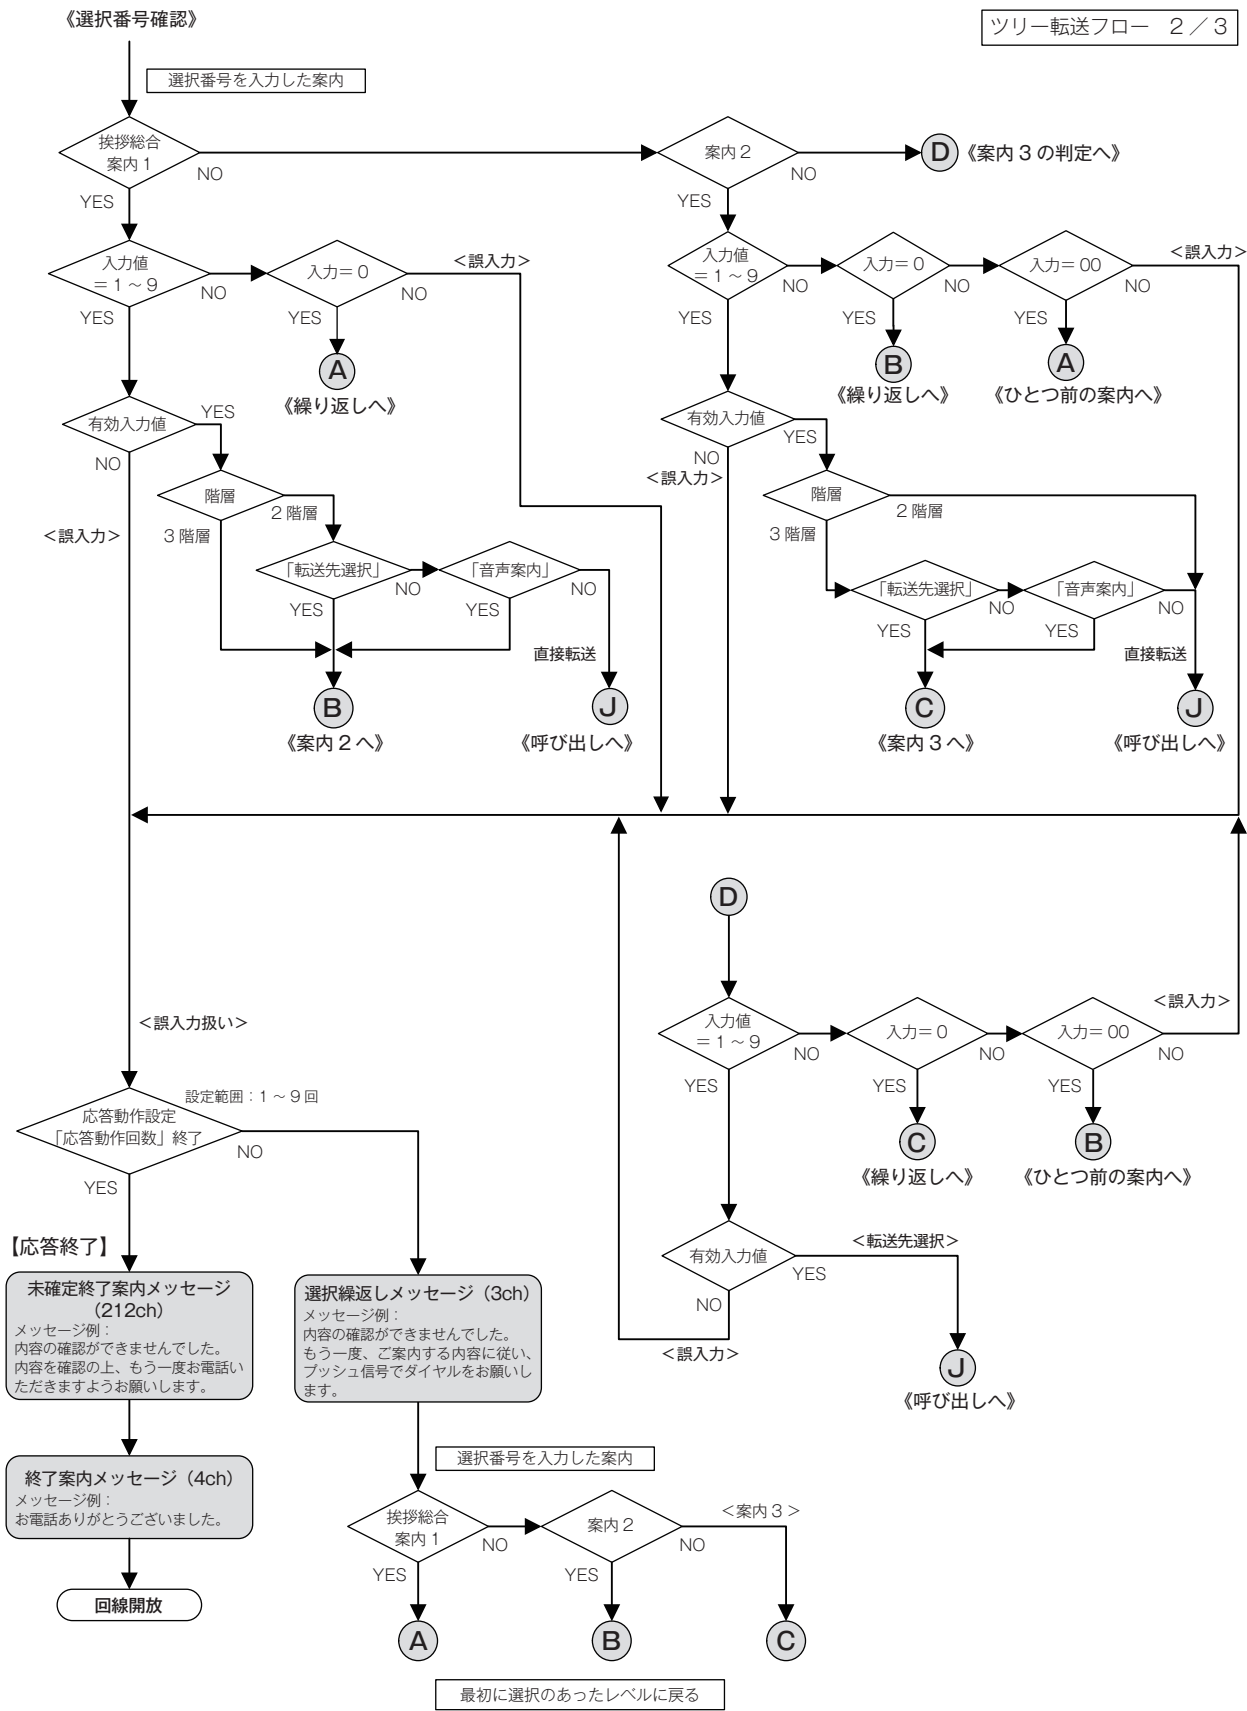 《選択番号確認》
ツリー転送フロー　2／3
選択番号を入力した案内
挨拶総合
案内1
NO
YES
案内2
NO
YES
D
《案内3の判定へ》
入力値
＝1～9
NO
YES
入力＝0
NO
YES
＜誤入力＞
A
《繰り返しへ》
入力値
＝1～9
NO
YES
入力＝0
NO
YES
B
《繰り返しへ》
入力＝00
NO
YES
＜誤入力＞
A
《ひとつ前の案内へ》
有効入力値
YES
NO
＜誤入力＞
階層
2階層
3階層
「転送先選択」
NO
YES
「音声案内」
NO
YES
直接転送
B
《案内2へ》
J
《呼び出しへ》
有効入力値
YES
NO
＜誤入力＞
階層
2階層
3階層
「転送先選択」
NO
YES
「音声案内」
NO
YES
直接転送
C
《案内3へ》
J
《呼び出しへ》
D
入力値
＝1～9
NO
YES
入力＝0
NO
YES
C
《繰り返しへ》
入力＝00
NO
YES
＜誤入力＞
B
《ひとつ前の案内へ》
有効入力値
YES
NO
＜転送先選択＞
＜誤入力＞
J
《呼び出しへ》
＜誤入力扱い＞
設定範囲：1～9回
応答動作設定
「応答動作回数」終了
NO
YES
【応答終了】
未確定終了案内メッセージ
（212ch）
メッセージ例：
内容の確認ができませんでした。
内容を確認の上、もう一度お電話い
ただきますようお願いします。
終了案内メッセージ（4ch）
メッセージ例：
お電話ありがとうございました。
回線開放
選択繰返しメッセージ（3ch）
メッセージ例：
内容の確認ができませんでした。
もう一度、ご案内する内容に従い、
プッシュ信号でダイヤルをお願いし
ます。
選択番号を入力した案内
挨拶総合
案内1
NO
YES
案内2
NO
YES
＜案内3＞
A
B
C
最初に選択のあったレベルに戻る